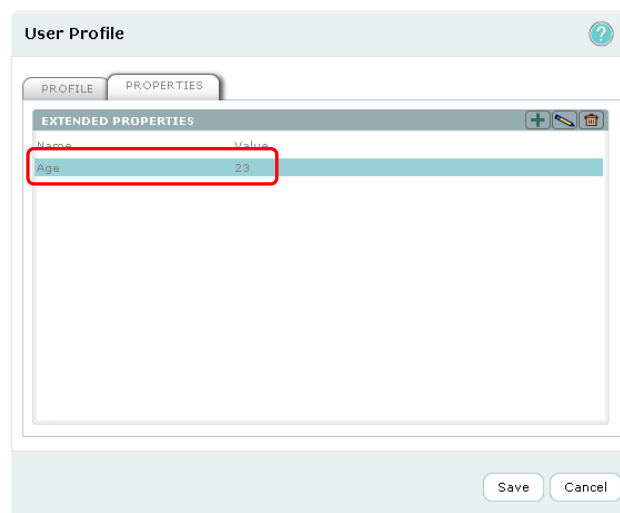 User Profile
?
PROFILE PROPERTIES
EXTENDED PROPERTIES
Name Value
Age 23
Save Cancel